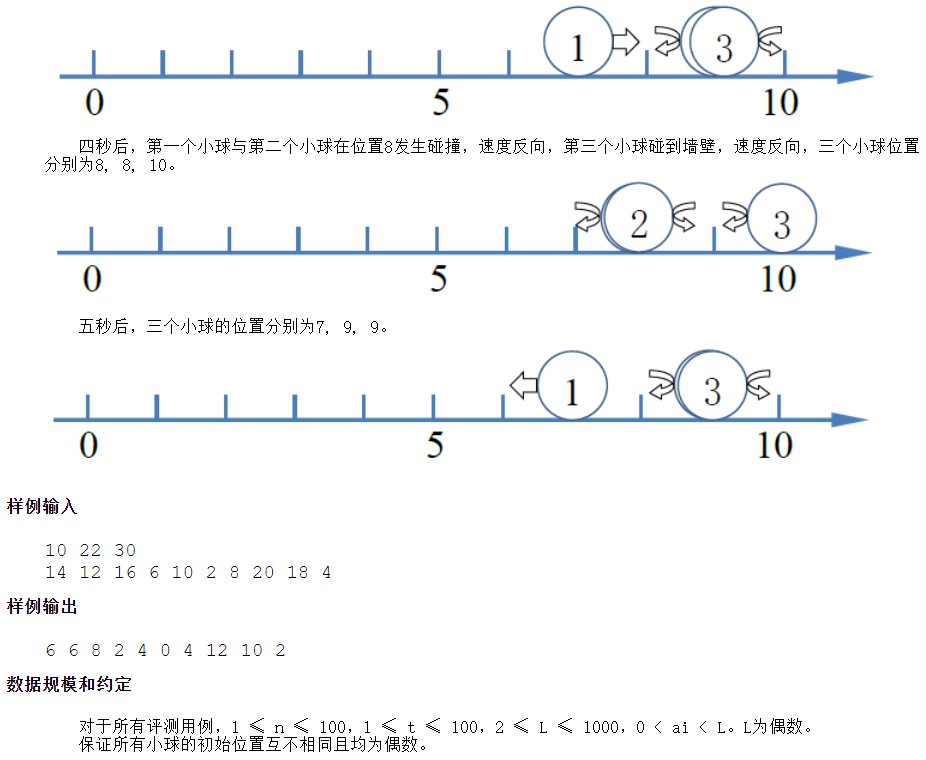 1 3
0 5 10
四秒后，第一个小球与第二个小球在位置8发生碰撞，速度反向，第三个小球碰到墙壁，速度反向，三个小球位置
分别为8, 8, 10。
2 3
0 5 10
五秒后，三个小球的位置分别为7, 9, 9。
1 3
0 5 10
样例输入
10 22 30
14 12 16 6 10 2 8 20 18 4
样例输出
6 6 8 2 4 0 4 12 10 2
数据规模和约定
对于所有评测用例，1 ≤ n ≤ 100，1 ≤ t ≤ 100，2 ≤ L ≤ 1000，0 < ai < L。L为偶数。
保证所有小球的初始位置互不相同且均为偶数。